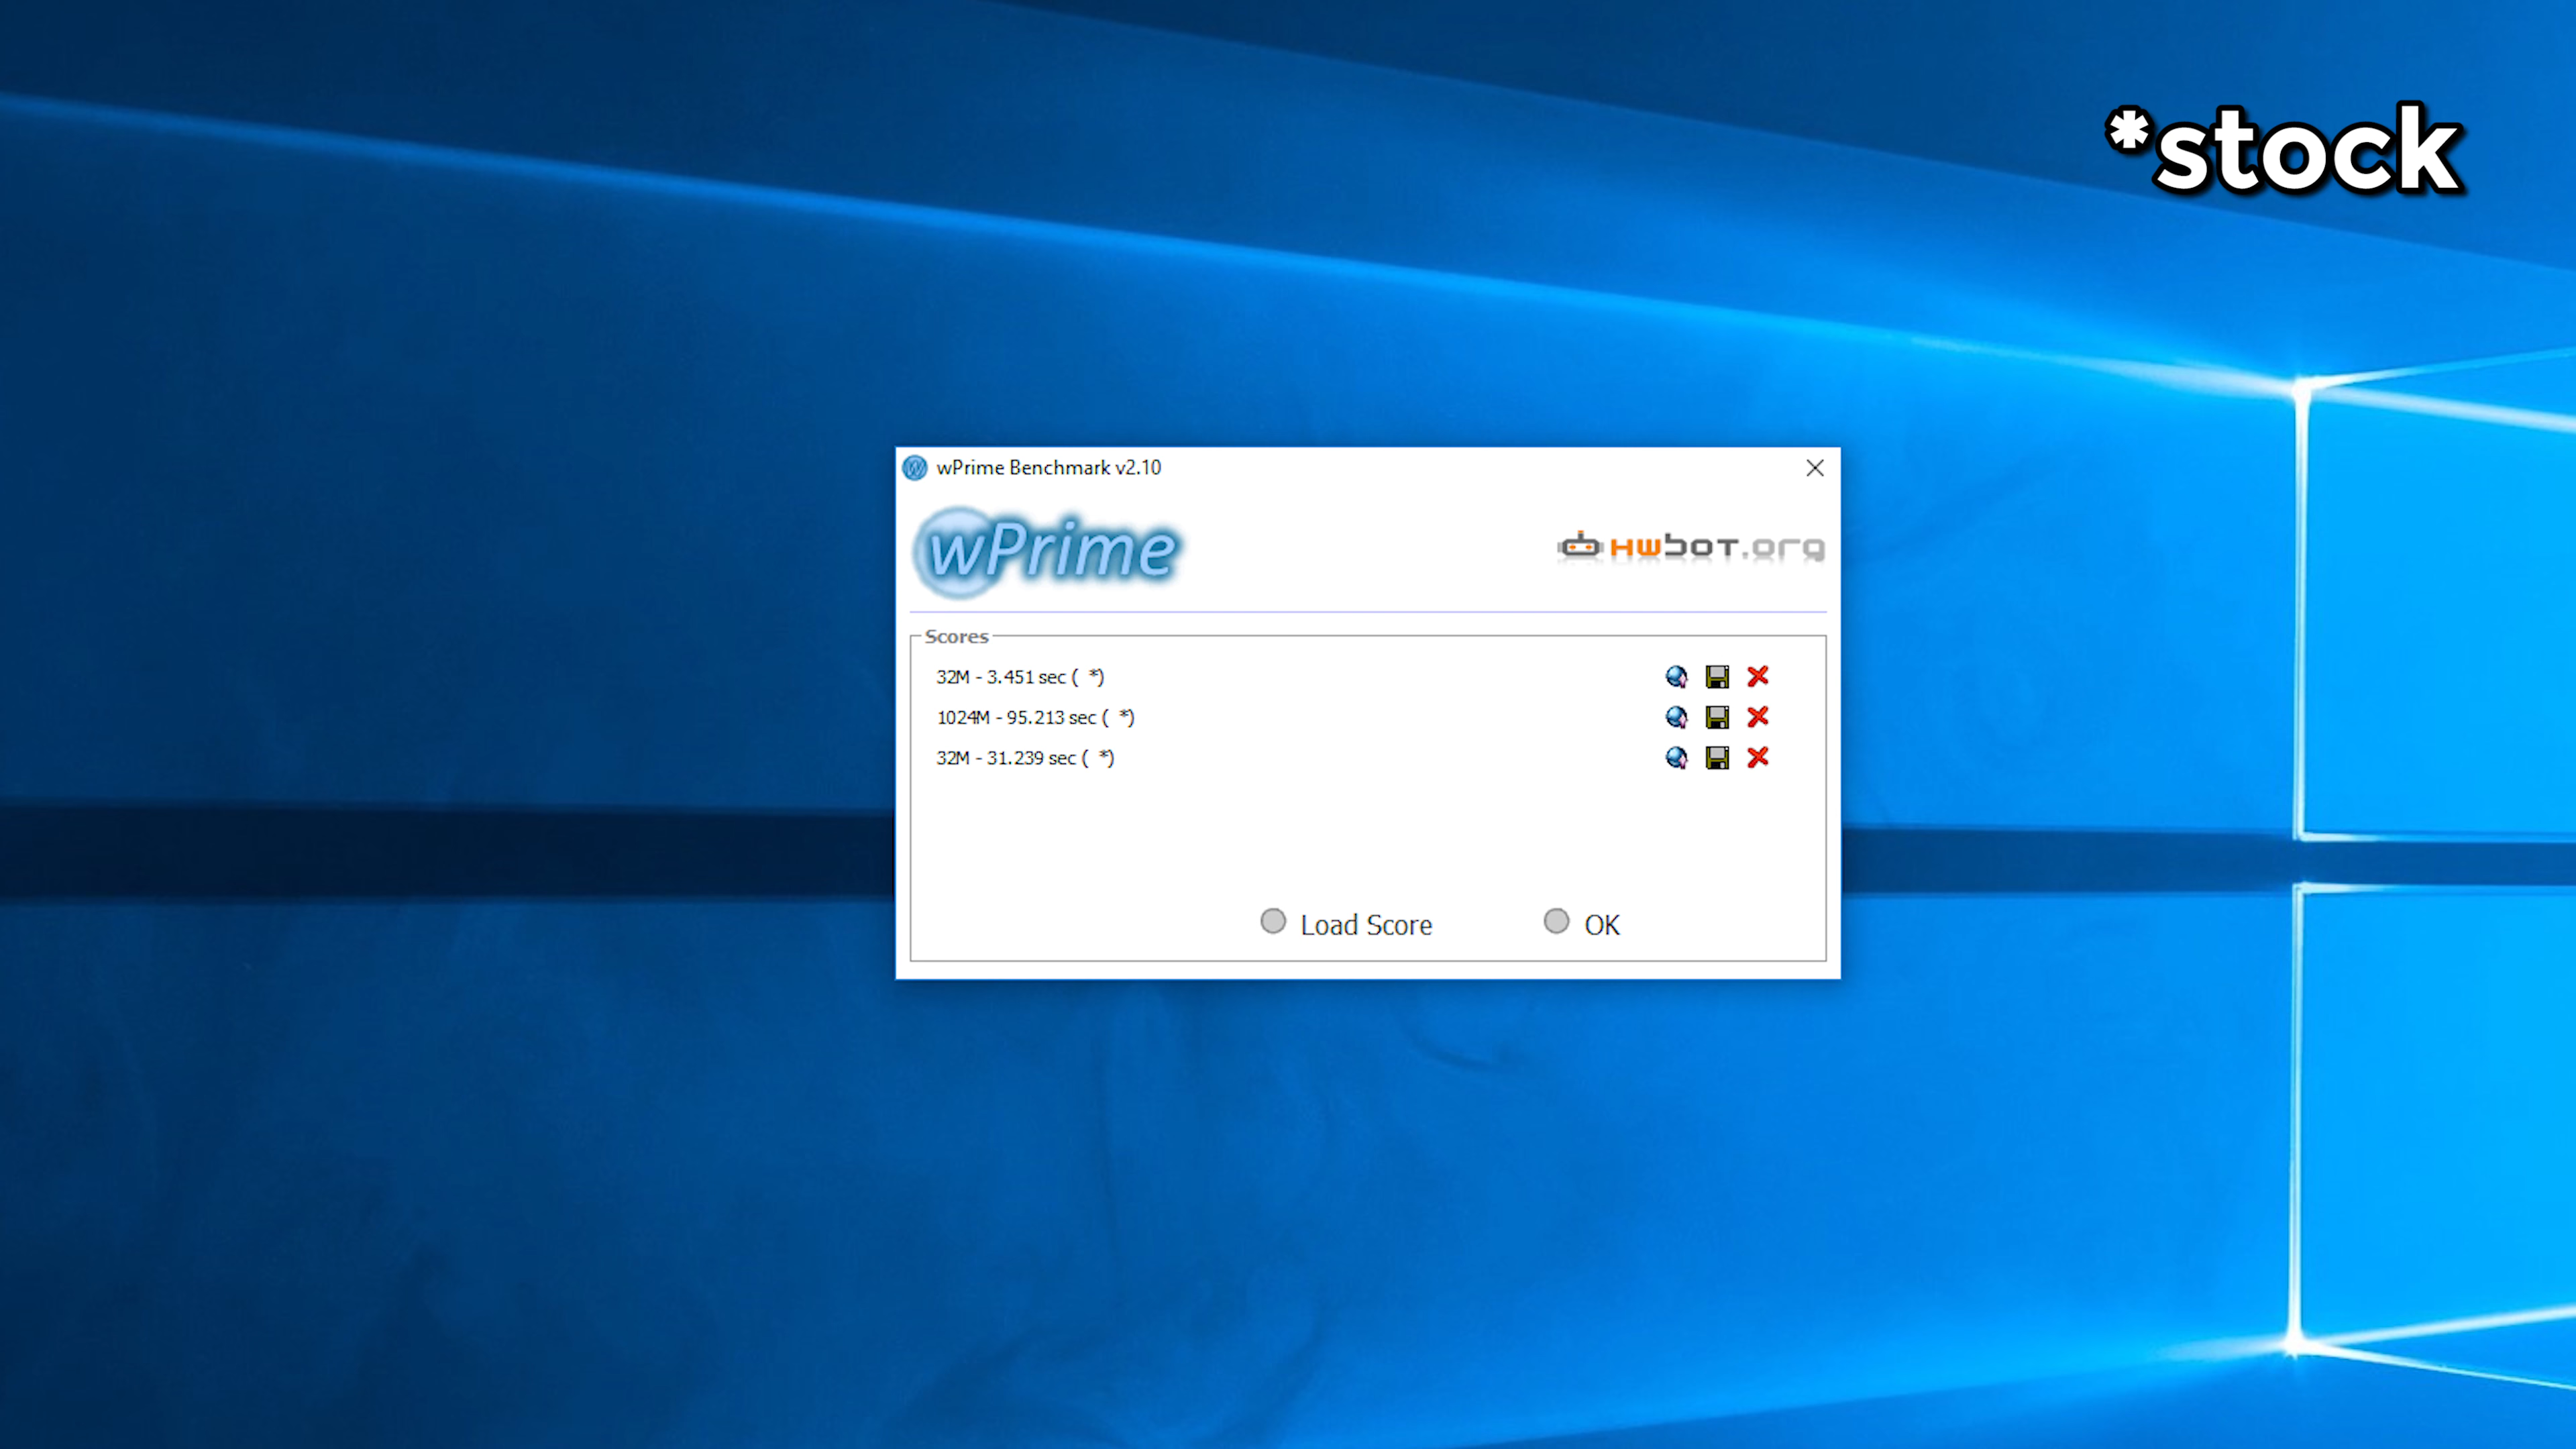 *stock
wPrime Benchmark v2.10
wPrime
HWBOT.org
Scores
32M - 3.451 sec ( *)
1024M - 95.213 sec ( *)
32M - 31.239 sec ( *)
Load Score OK